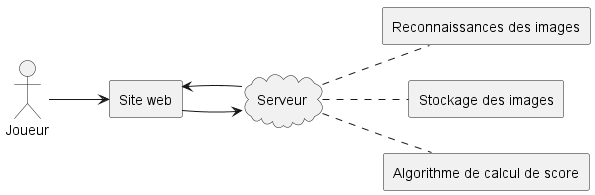 Joueur
Site web
Serveur
Reconnaissances des images
Stockage des images
Algorithme de calcul de score